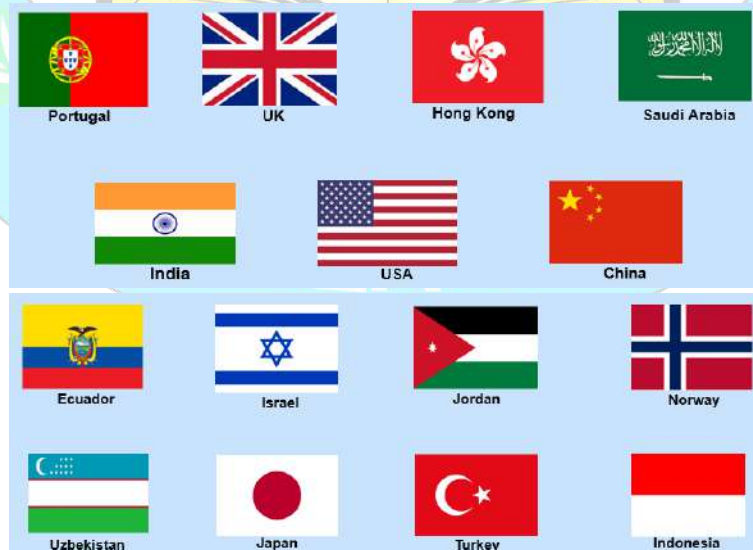 Portugal
UK
Hong Kong
Saudi Arabia
India
USA
China
Ecuador
Israel
Jordan
Norway
Uzbekistan
Japan
Turkey
Indonesia